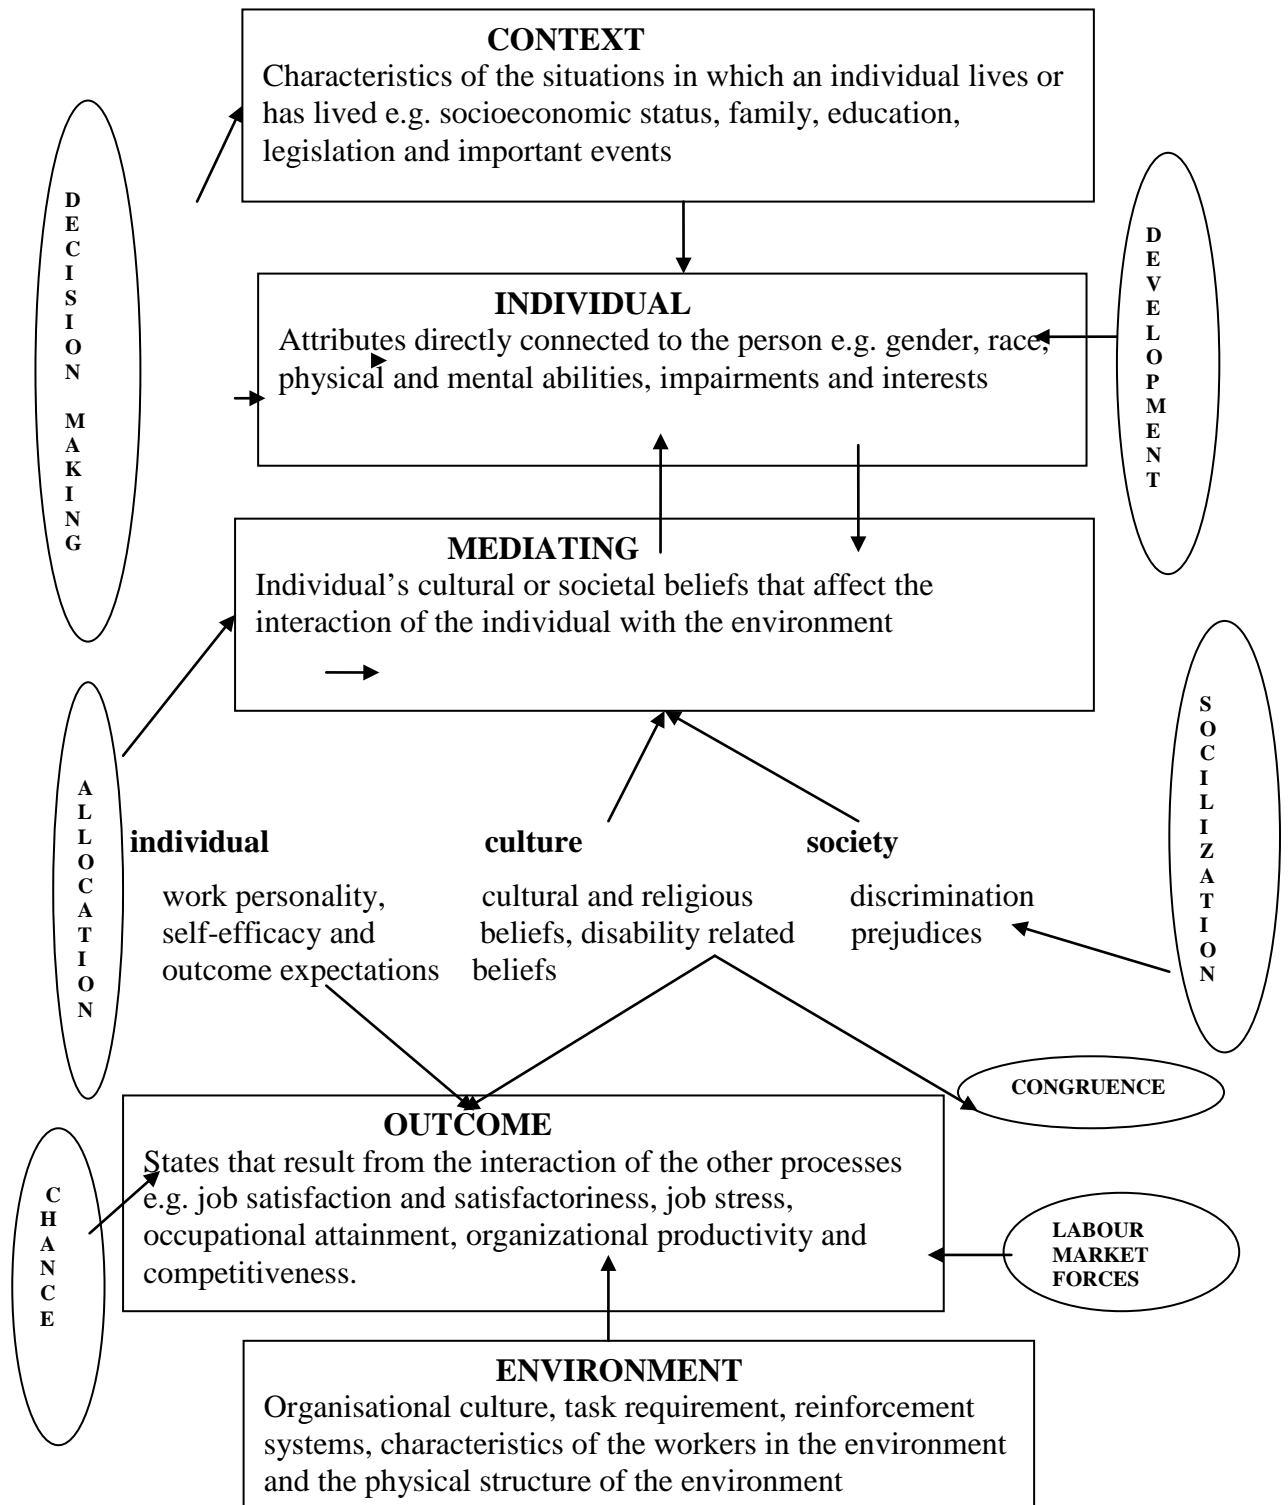 CONTEXT
Characteristics of the situations in which an individual lives or
has lived e.g. socioeconomic status, family, education,
legislation and important events
DECISION MAKING
DEVELOPMENT
INDIVIDUAL
Attributes directly connected to the person e.g. gender, race,
physical and mental abilities, impairments and interests
MEDIATING
Individual’s cultural or societal beliefs that affect the
interaction of the individual with the environment
ALLOCATION
SOCILIZATION
individual culture society
work personality, cultural and religious discrimination
self-efficacy and beliefs, disability related prejudices
outcome expectations beliefs
CONGRUENCE
OUTCOME
States that result from the interaction of the other processes
e.g. job satisfaction and satisfactoriness, job stress,
occupational attainment, organizational productivity and
competitiveness.
CHANCE
LABOUR
MARKET
FORCES
ENVIRONMENT
Organisational culture, task requirement, reinforcement
systems, characteristics of the workers in the environment
and the physical structure of the environment